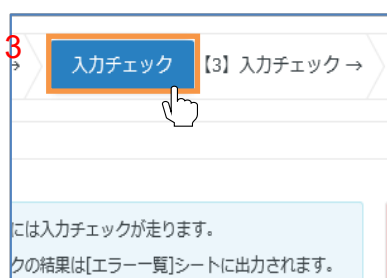 3
→ 入力チェック 【3】入力チェック →
には入力チェックが走ります。
クの結果は[エラー一覧]シートに出力されます。